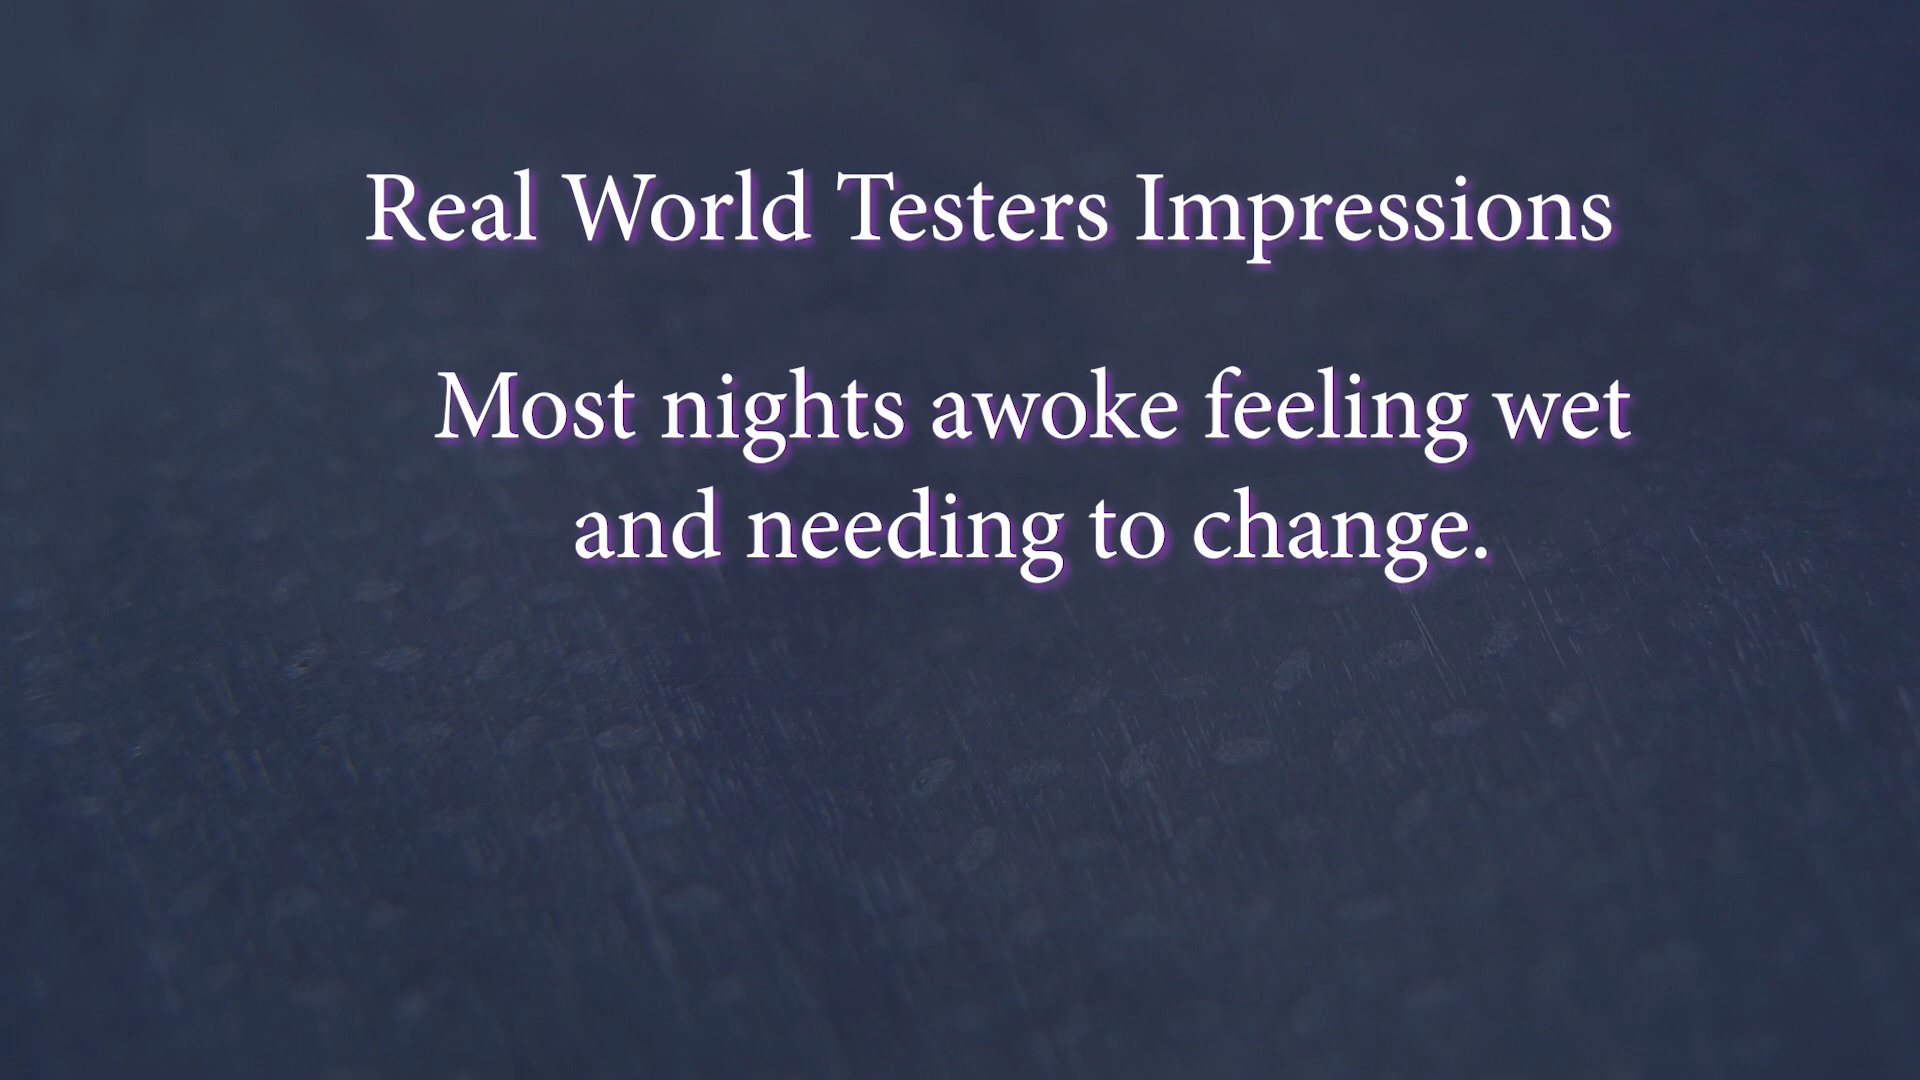 Real World Testers Impressions
Most nights awoke feeling wet
and needing to change.